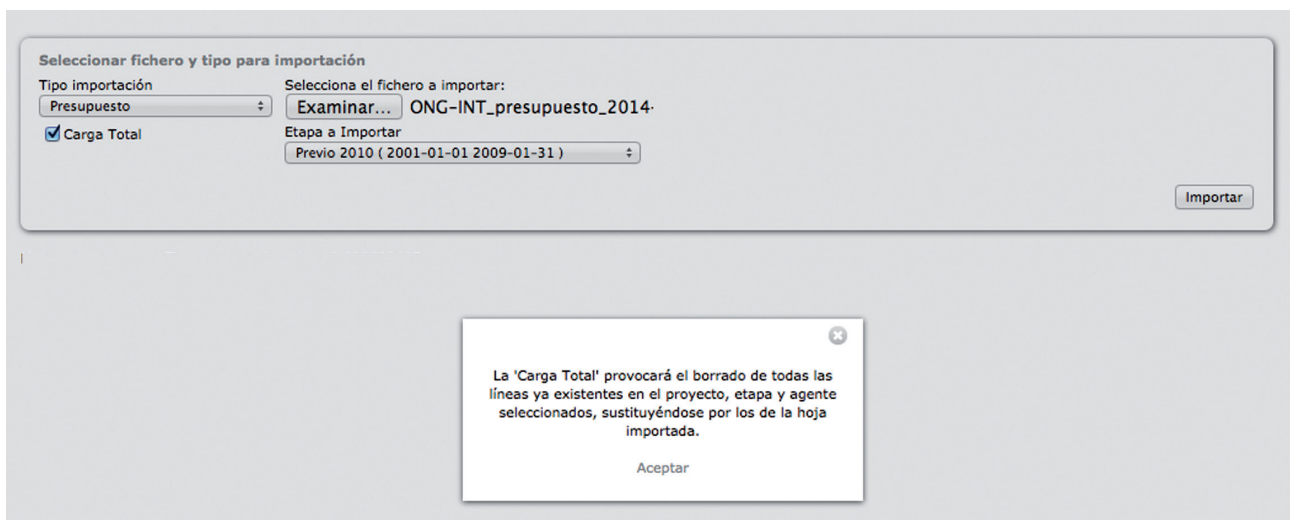 Seleccionar fichero y tipo para importación
Tipo importación
Selecciona el fichero a importar:
Presupuesto
Examinar... ONG-INT_presupuesto_2014-
Carga Total
Etapa a Importar
Previo 2010 ( 2001-01-01 2009-01-31 )
Importar
La 'Carga Total' provocará el borrado de todas las
líneas ya existentes en el proyecto, etapa y agente
seleccionados, sustituyéndose por los de la hoja
importada.
Aceptar